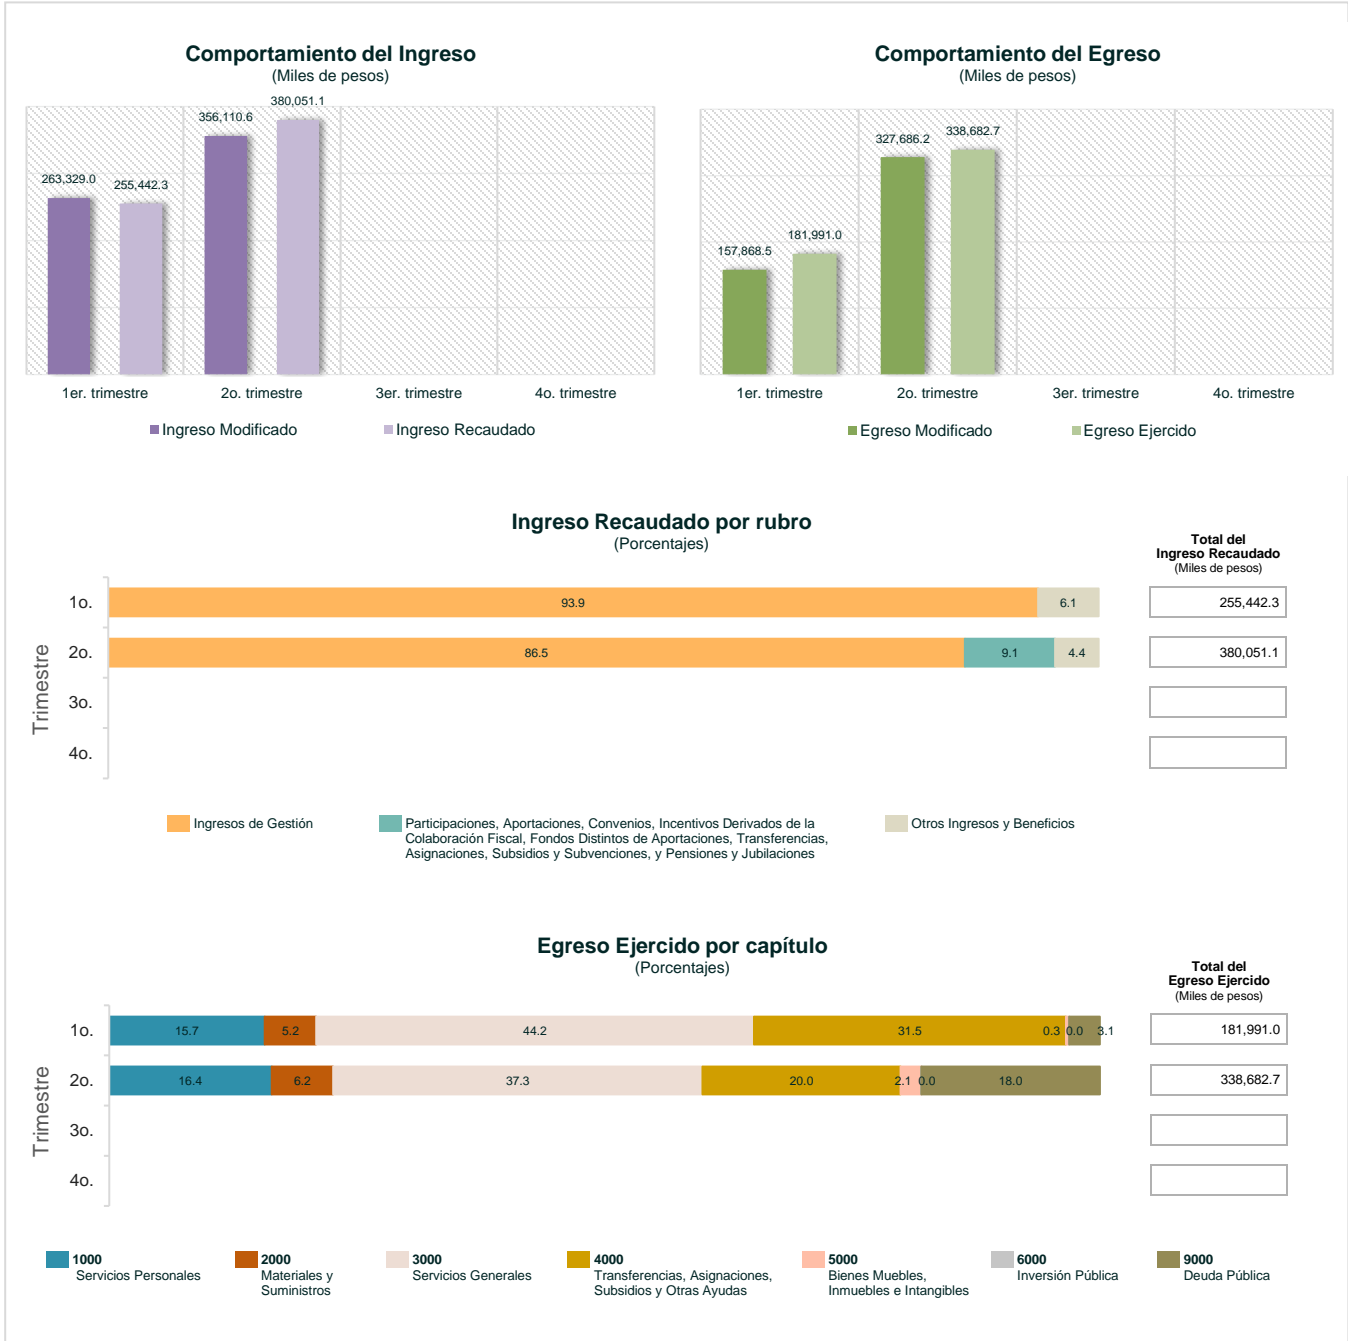 Comportamiento del Ingreso
(Miles de pesos)
380,051.1
356,110.6
263,329.0
255,442.3
1er. trimestre
2o. trimestre
3er. trimestre
4o. trimestre
Ingreso Modificado
Ingreso Recaudado
Comportamiento del Egreso
(Miles de pesos)
338,682.7
327,686.2
181,991.0
157,868.5
1er. trimestre
2o. trimestre
3er. trimestre
4o. trimestre
Egreso Modificado
Egreso Ejercido
Ingreso Recaudado por rubro
(Porcentajes)
Total del
Ingreso Recaudado
(Miles de pesos)
Trimestre
1o.
93.9
6.1
255,442.3
2o.
86.5
9.1
4.4
380,051.1
3o.
4o.
Ingresos de Gestión
Participaciones, Aportaciones, Convenios, Incentivos Derivados de la
Colaboración Fiscal, Fondos Distintos de Aportaciones, Transferencias,
Asignaciones, Subsidios y Subvenciones, y Pensiones y Jubilaciones
Otros Ingresos y Beneficios
Egreso Ejercido por capítulo
(Porcentajes)
Total del
Egreso Ejercido
(Miles de pesos)
Trimestre
1o.
15.7
5.2
44.2
31.5
0.3
0.0
3.1
181,991.0
2o.
16.4
6.2
37.3
20.0
2.1
0.0
18.0
338,682.7
3o.
4o.
1000
Servicios Personales
2000
Materiales y
Suministros
3000
Servicios Generales
4000
Transferencias, Asignaciones,
Subsidios y Otras Ayudas
5000
Bienes Muebles,
Inmuebles e Intangibles
6000
Inversión Pública
9000
Deuda Pública